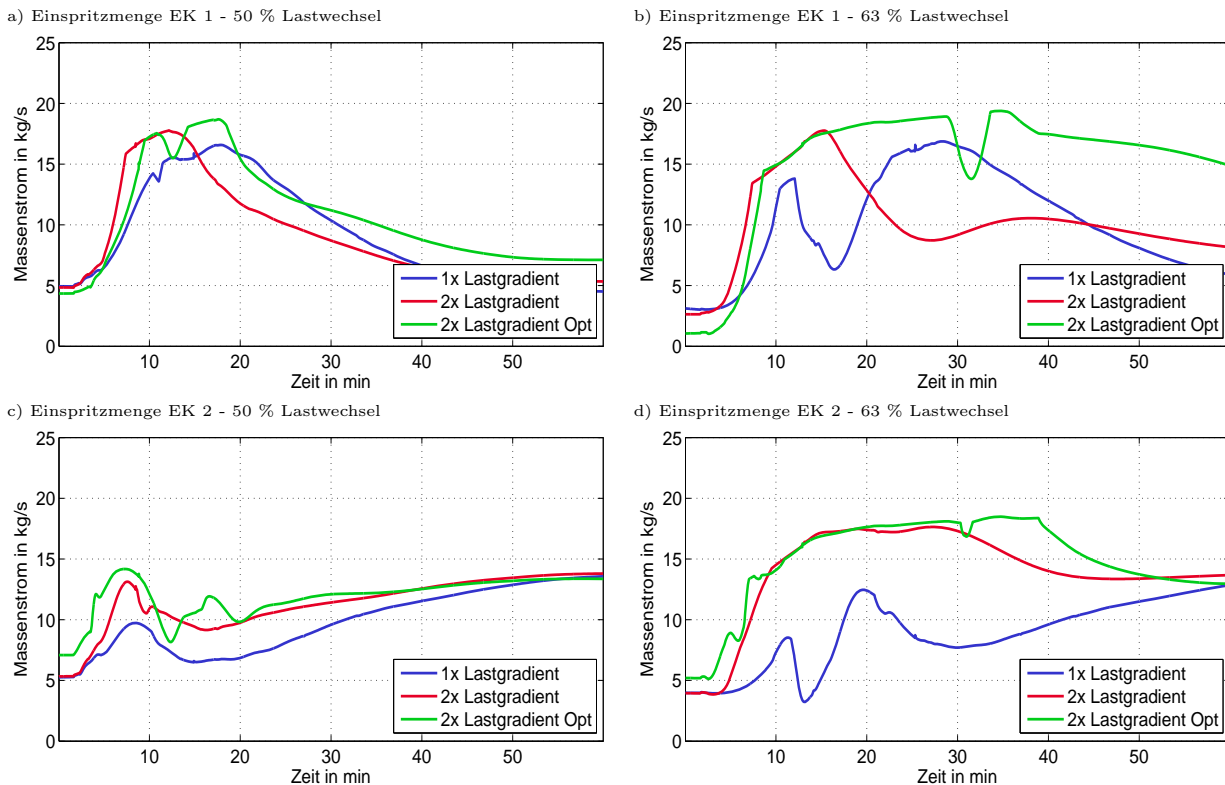 a) Einspritzmenge EK 1 - 50 % Lastwechsel
25
20
15
10
5
0
Massenstrom in kg/s
10 20 30 40 50
Zeit in min
1x Lastgradient
2x Lastgradient
2x Lastgradient Opt
b) Einspritzmenge EK 1 - 63 % Lastwechsel
25
20
15
10
5
0
Massenstrom in kg/s
10 20 30 40 50
Zeit in min
1x Lastgradient
2x Lastgradient
2x Lastgradient Opt
c) Einspritzmenge EK 2 - 50 % Lastwechsel
25
20
15
10
5
0
Massenstrom in kg/s
10 20 30 40 50
Zeit in min
1x Lastgradient
2x Lastgradient
2x Lastgradient Opt
d) Einspritzmenge EK 2 - 63 % Lastwechsel
25
20
15
10
5
0
Massenstrom in kg/s
10 20 30 40 50
Zeit in min
1x Lastgradient
2x Lastgradient
2x Lastgradient Opt